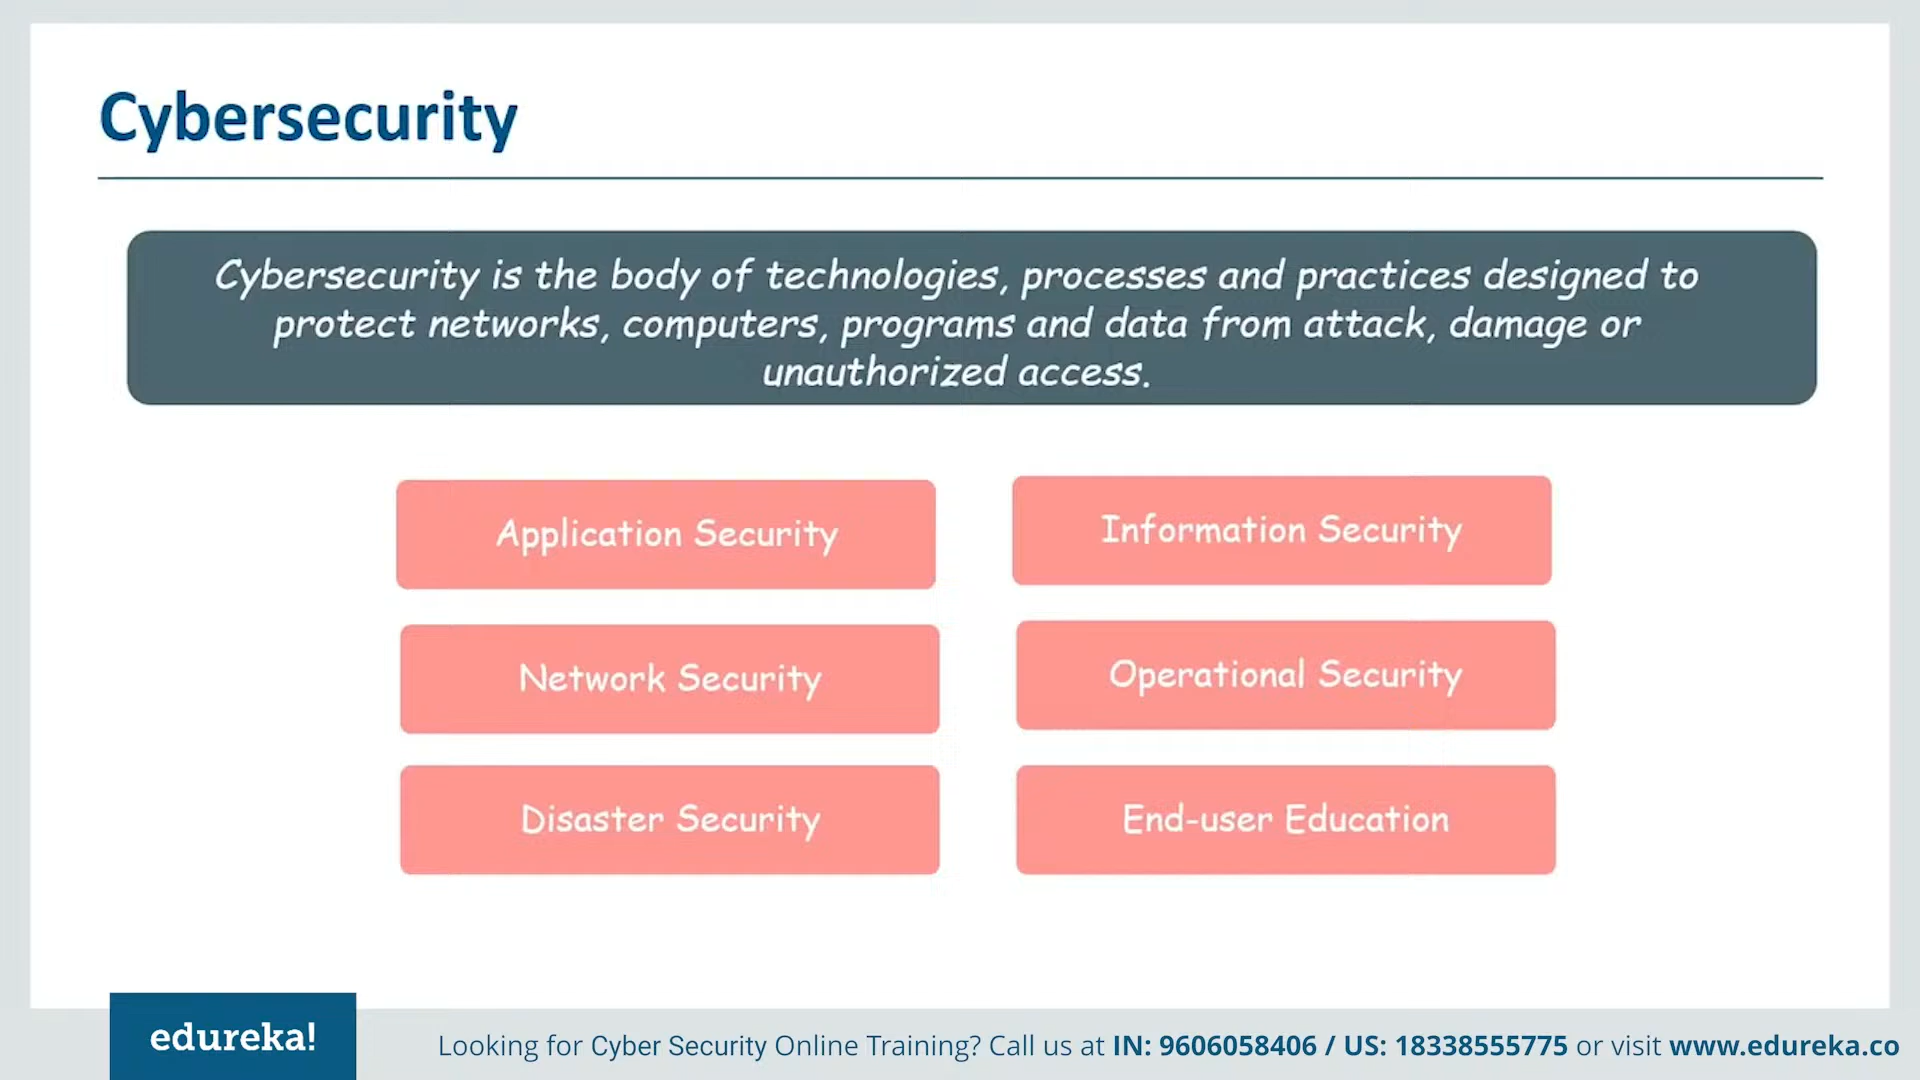 Cybersecurity
Cybersecurity is the body of technologies, processes and practices designed to
protect networks, computers, programs and data from attack, damage or
unauthorized access.
Application Security
Information Security
Network Security
Operational Security
Disaster Security
End-user Education
edureka!
Looking for Cyber Security Online Training? Call us at IN: 9606058406 / US: 18338555775 or visit www.edureka.co